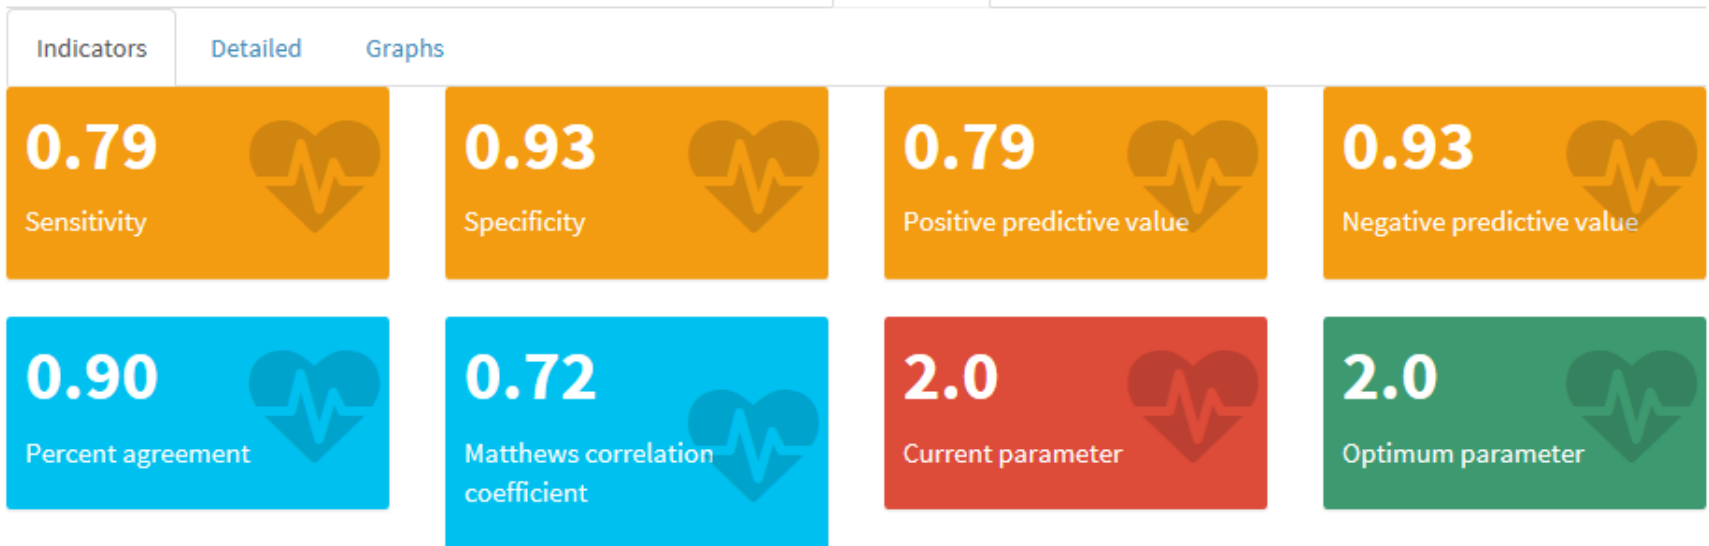 Indicators
Detailed
Graphs
0.79
Sensitivity
0.93
Specificity
0.79
Positive predictive value
0.93
Negative predictive value
0.90
Percent agreement
0.72
Matthews correlation
coefficient
2.0
Current parameter
2.0
Optimum parameter